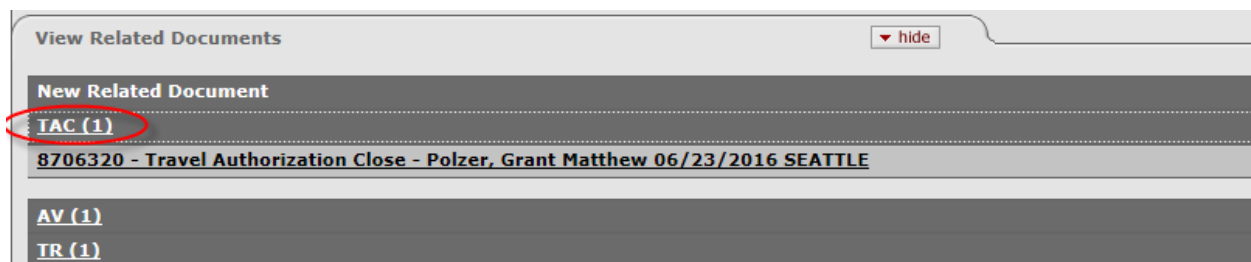 View Related Documents
hide
New Related Document
TAC (1)
8706320 - Travel Authorization Close - Polzer, Grant Matthew 06/23/2016 SEATTLE
AV (1)
TR (1)